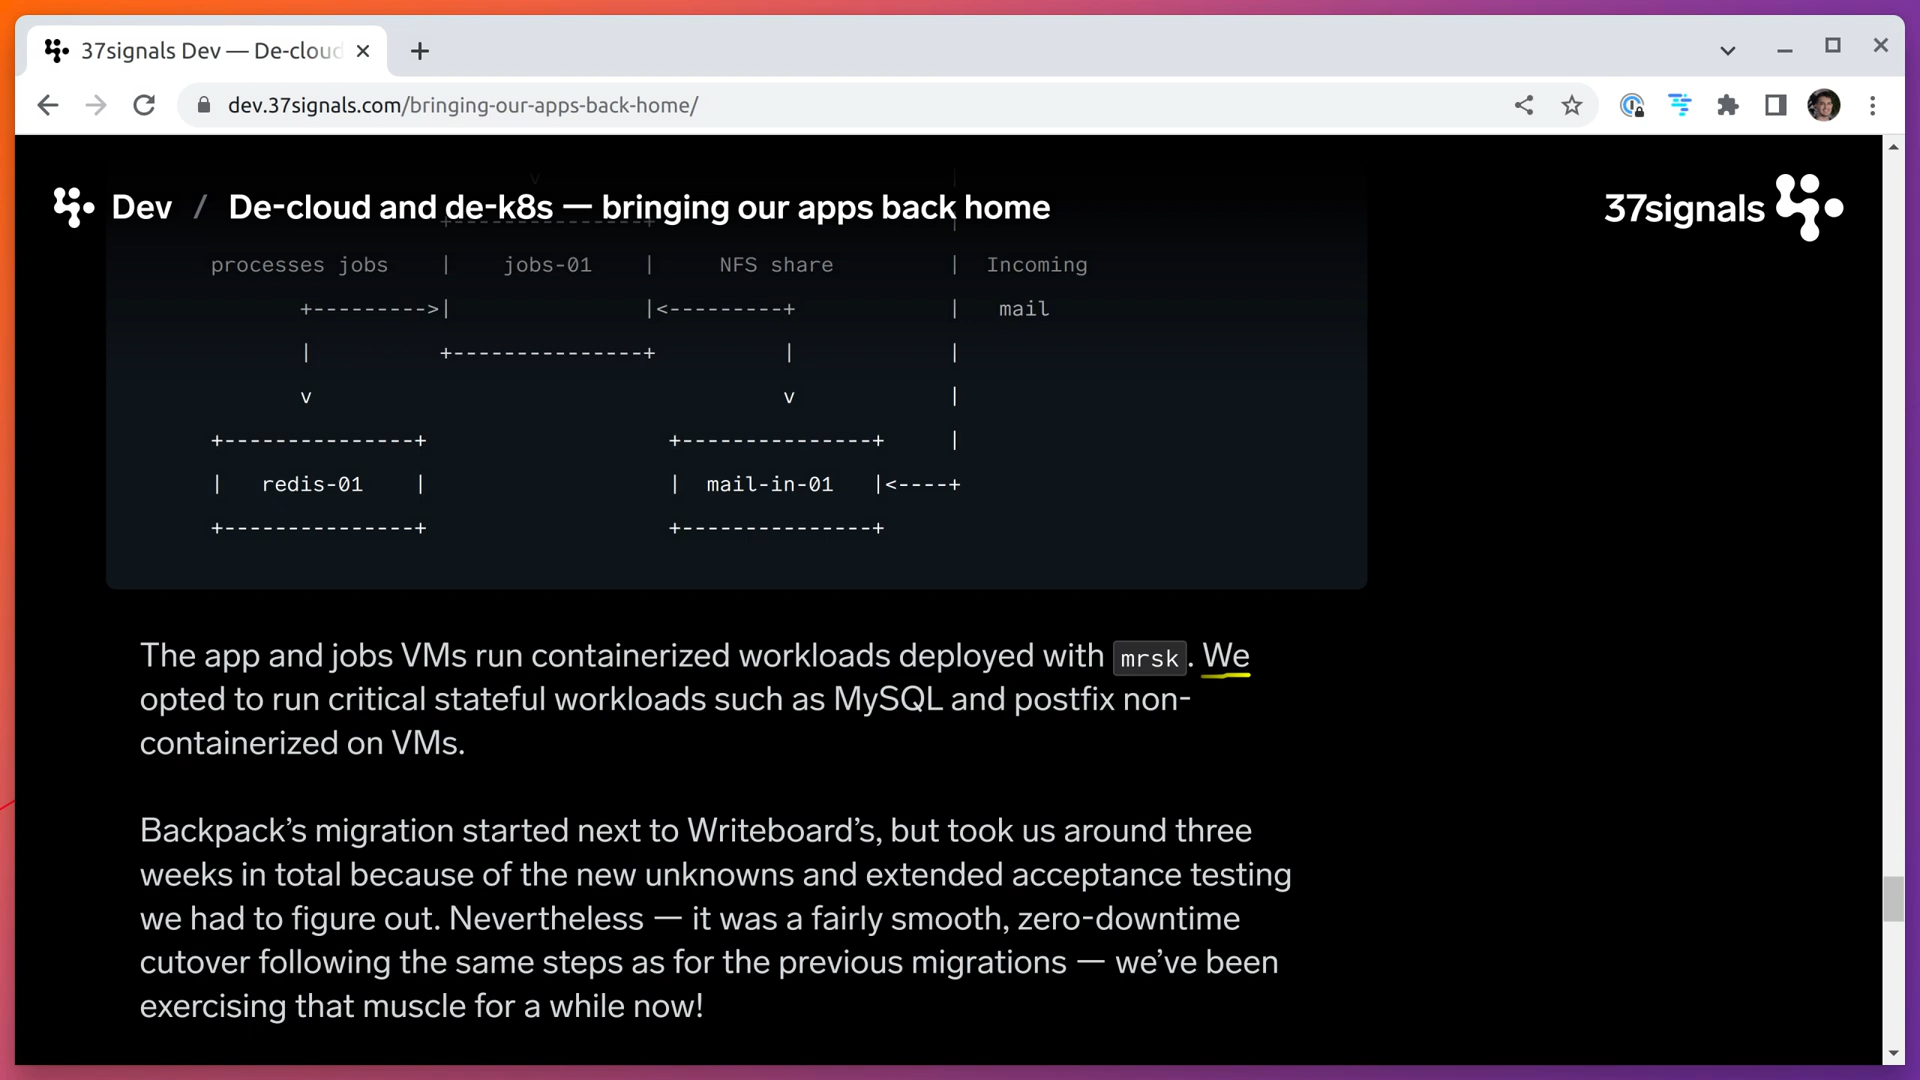 37signals Dev — De-cloud
dev.37signals.com/bringing-our-apps-back-home/
Dev / De-cloud and de-k8s — bringing our apps back home
37signals
processes jobs | jobs-01 | NFS share | Incoming
+--------->| |<---------+ | mail
| +---------------+ | |
v v |
+---------------+ +---------------+ |
| redis-01 | | mail-in-01 |<----+
+---------------+ +---------------+
The app and jobs VMs run containerized workloads deployed with mrsk. We
opted to run critical stateful workloads such as MySQL and postfix non-
containerized on VMs.
Backpack’s migration started next to Writeboard’s, but took us around three
weeks in total because of the new unknowns and extended acceptance testing
we had to figure out. Nevertheless — it was a fairly smooth, zero-downtime
cutover following the same steps as for the previous migrations — we’ve been
exercising that muscle for a while now!